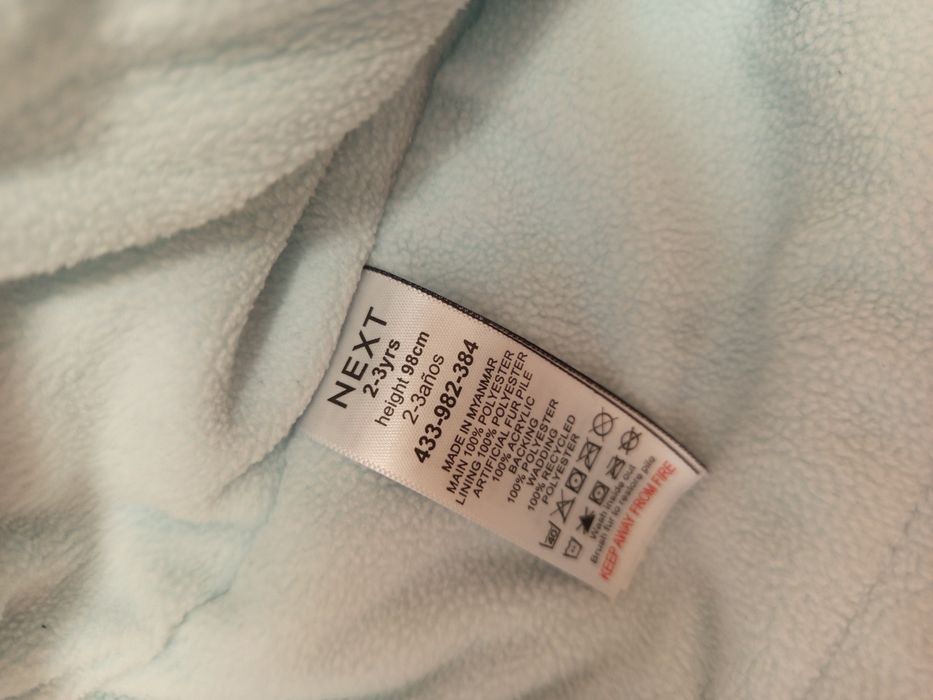 NEXT
2-3yrs
height 98cm
2-3años
433-982-384
MADE IN MYANMAR
MAIN 100% POLYESTER
LINING 100% POLYESTER
ARTIFICIAL FUR PILE
100% ACRYLIC
BACKING
100% POLYESTER
WADDING
100% RECYCLED
POLYESTER
40
Wash inside out
Brush fur to restore pile
KEEP AWAY FROM FIRE